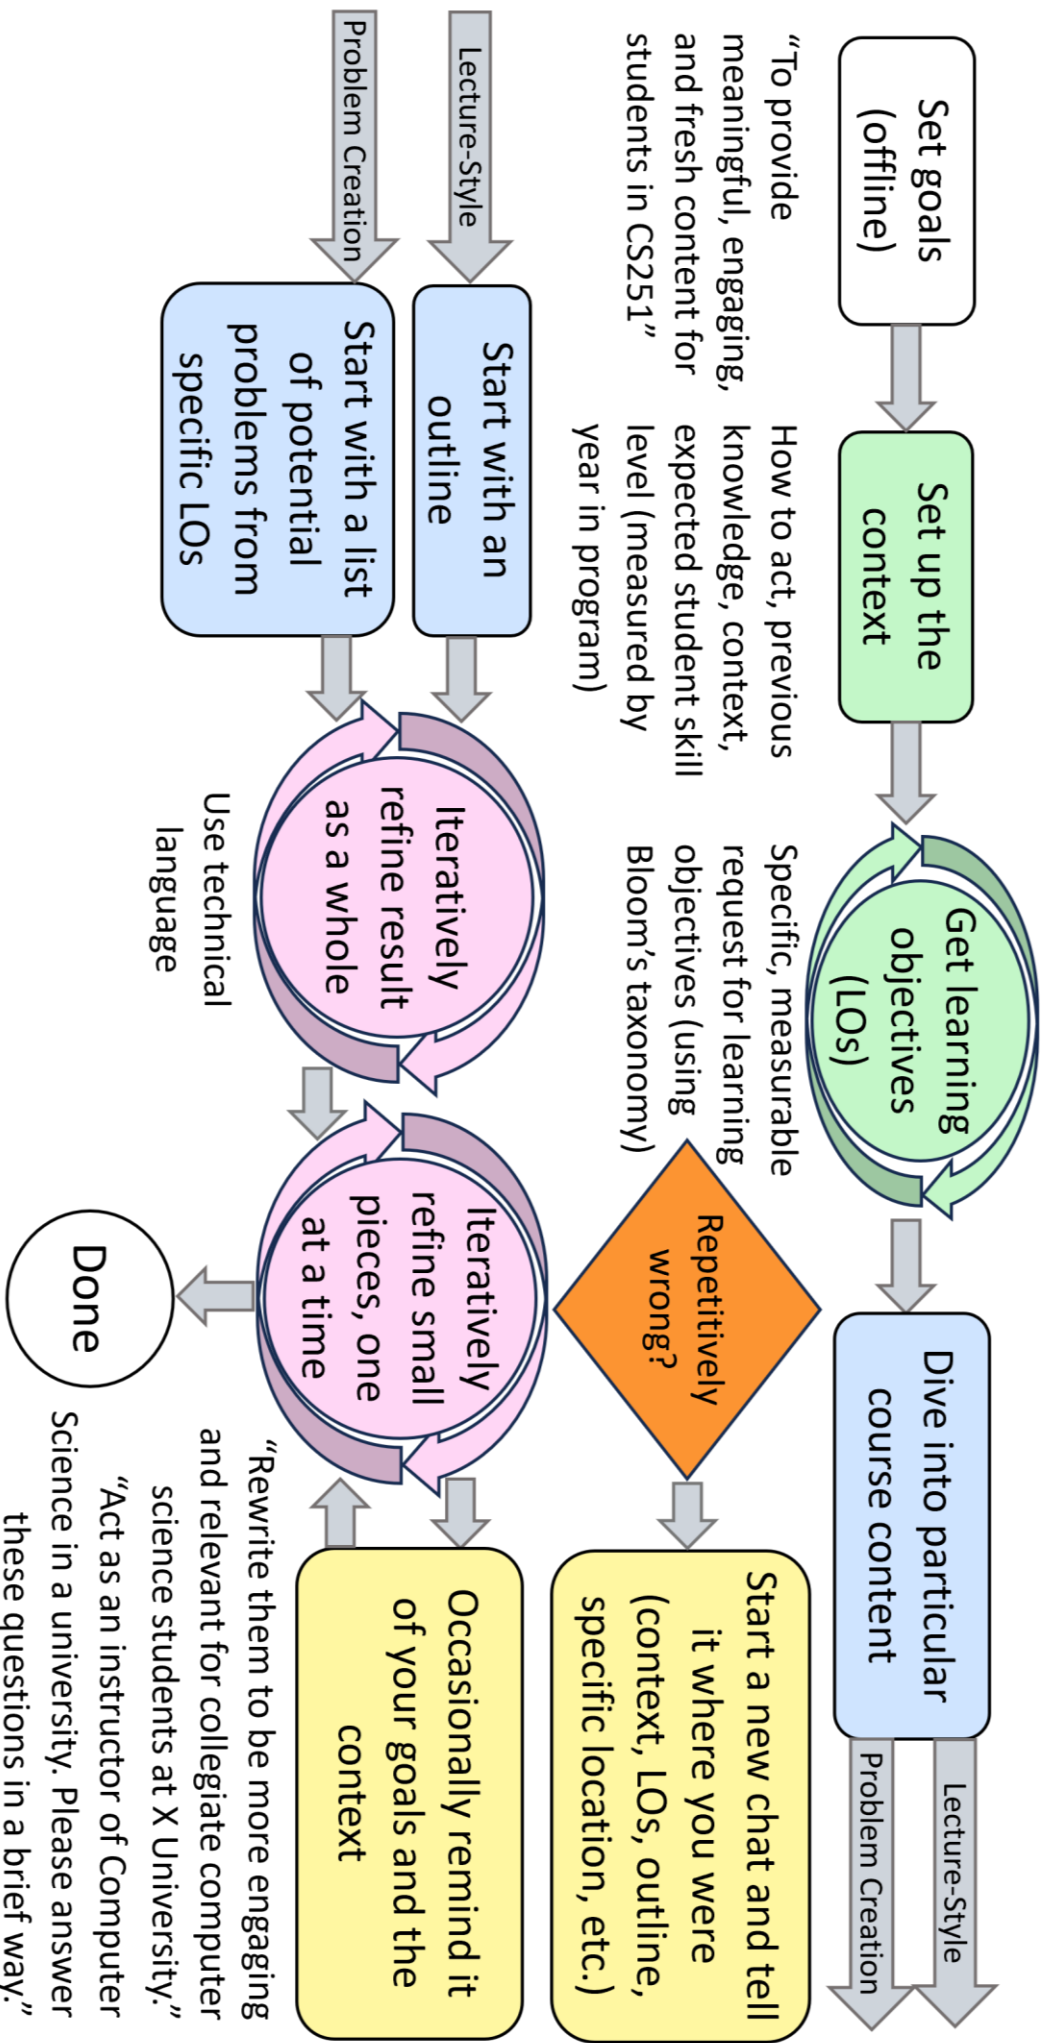 Set goals
(offline)
Set up the
context
Get learning
objectives
(LOs)
Dive into particular
course content
Lecture-Style
Problem Creation
“To provide
meaningful, engaging,
and fresh content for
students in CS251”
How to act, previous
knowledge, context,
expected student skill
level (measured by
year in program)
Specific, measurable
request for learning
objectives (using
Bloom’s taxonomy)
Repetitively
wrong?
Start a new chat and tell
it where you were
(context, LOs, outline,
specific location, etc.)
Lecture-Style
Problem Creation
Start with an
outline
Start with a list
of potential
problems from
specific LOs
Iteratively
refine result
as a whole
Use technical
language
Iteratively
refine small
pieces, one
at a time
Occasionally remind it
of your goals and the
context
Done
“Rewrite them to be more engaging
and relevant for collegiate computer
science students at X University.”
“Act as an instructor of Computer
Science in a university. Please answer
these questions in a brief way.”